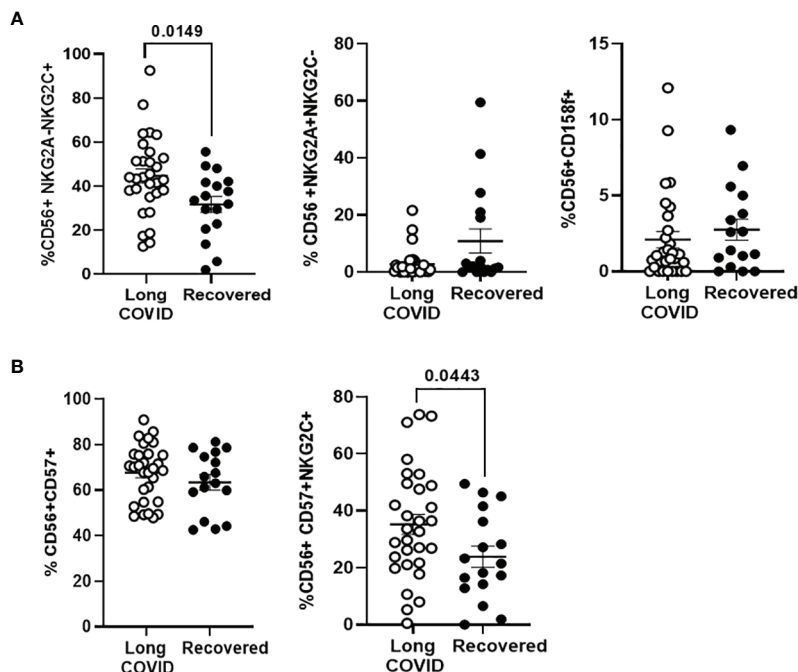 A
%CD56+ NKG2A-NKG2C+
0.0149
100
80
60
40
20
0
Long
COVID
Recovered
% CD56 +NKG2A+NKG2C-
80
60
40
20
0
Long
COVID
Recovered
%CD56+CD158f+
15
10
5
0
Long
COVID
Recovered
B
% CD56+CD57+
100
80
60
40
20
0
Long
COVID
Recovered
%CD56+ CD57+NKG2C+
0.0443
80
60
40
20
0
Long
COVID
Recovered